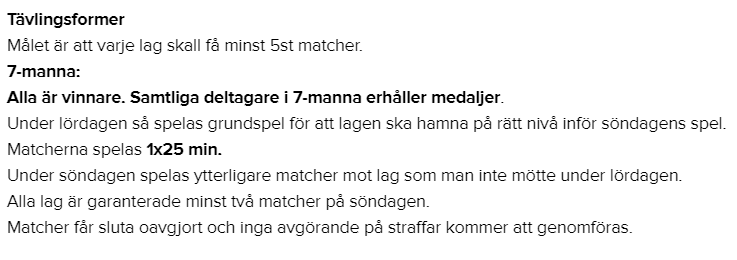 Tävlingsformer
Målet är att varje lag skall få minst 5st matcher.
7-manna:
Alla är vinnare. Samtliga deltagare i 7-manna erhåller medaljer.
Under lördagen så spelas grundspel för att lagen ska hamna på rätt nivå inför söndagens spel.
Matcherna spelas 1x25 min.
Under söndagen spelas ytterligare matcher mot lag som man inte mötte under lördagen.
Alla lag är garanterade minst två matcher på söndagen.
Matcher får sluta oavgjort och inga avgörande på straffar kommer att genomföras.